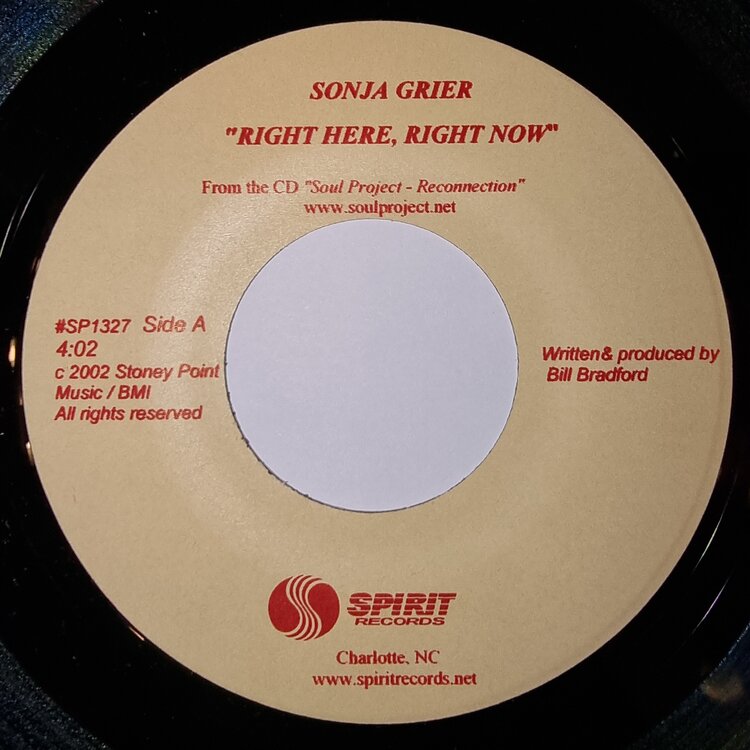 SONJA GRIER
"RIGHT HERE, RIGHT NOW"
From the CD "Soul Project - Reconnection"
www.soulproject.net
#SP1327 Side A
4:02
c 2002 Stoney Point
Music / BMI
All rights reserved
Written& produced by
Bill Bradford
SPIRIT
RECORDS
Charlotte, NC
www.spiritrecords.net